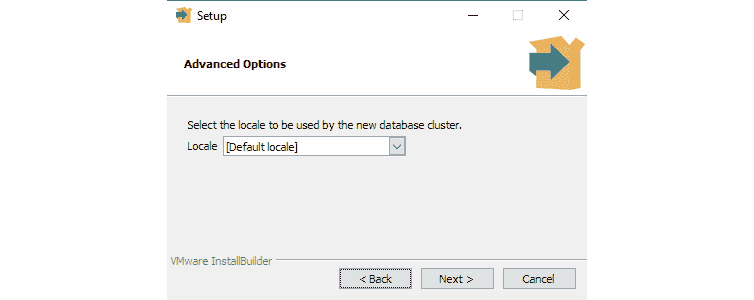 Setup
Advanced Options
Select the locale to be used by the new database cluster.
Locale [Default locale]
VMware InstallBuilder
< Back Next > Cancel